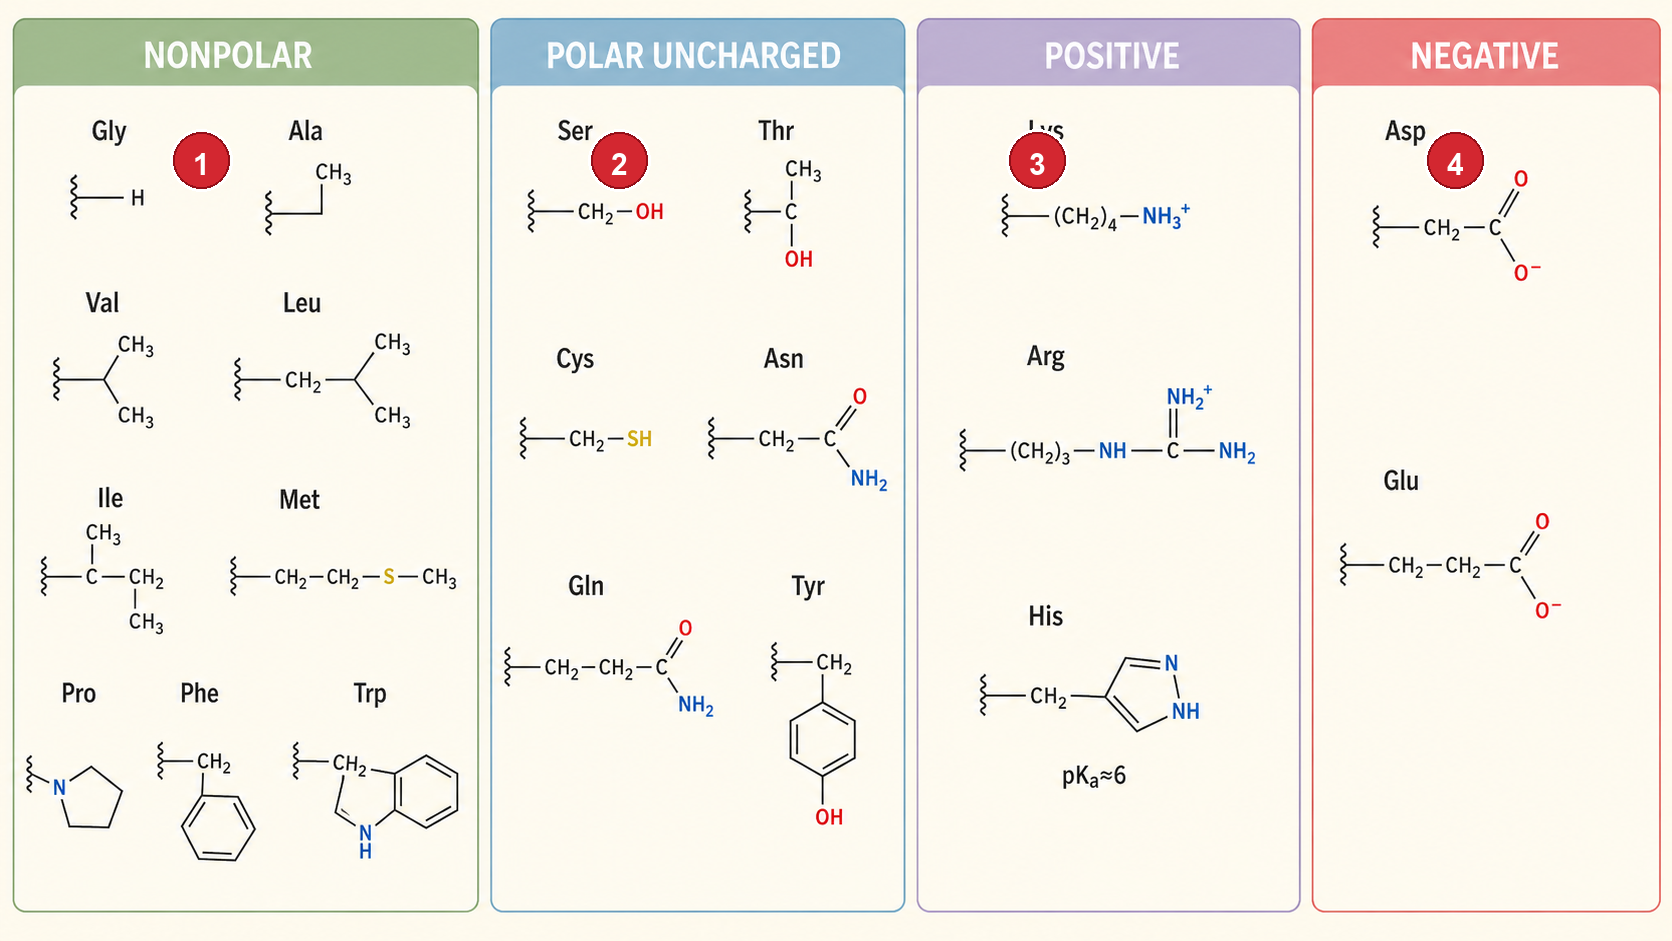 NONPOLAR
Gly
1
Ala
H
CH₃
Val
Leu
CH₃
CH₃
CH₃
CH₂
CH₃
Ile
Met
CH₃
C
CH₂
CH₃
CH₂
CH₂
S
CH₃
Pro
Phe
Trp
N
CH₂
CH₂
N
H
POLAR UNCHARGED
Ser
2
Thr
CH₂
OH
CH₃
C
OH
Cys
Asn
CH₂
SH
CH₂
C
O
NH₂
Gln
Tyr
CH₂
CH₂
C
O
NH₂
CH₂
OH
POSITIVE
Lys
3
(CH₂)₄
NH₃⁺
Arg
NH₂⁺
(CH₂)₃
NH
C
NH₂
His
CH₂
N
NH
pKₐ≈6
NEGATIVE
Asp
4
O
CH₂
C
O⁻
Glu
O
CH₂
CH₂
C
O⁻